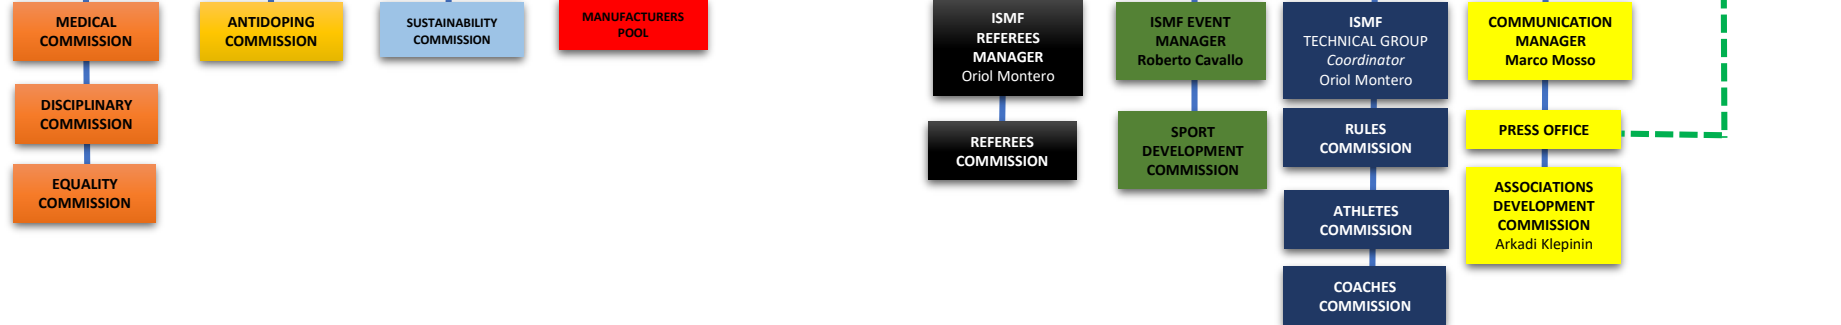 MEDICAL
COMMISSION
DISCIPLINARY
COMMISSION
EQUALITY
COMMISSION
ANTIDOPING
COMMISSION
SUSTAINABILITY
COMMISSION
MANUFACTURERS
POOL
ISMF
REFEREES
MANAGER
Oriol Montero
REFEREES
COMMISSION
ISMF EVENT
MANAGER
Roberto Cavallo
SPORT
DEVELOPMENT
COMMISSION
ISMF
TECHNICAL GROUP
Coordinator
Oriol Montero
RULES
COMMISSION
ATHLETES
COMMISSION
COACHES
COMMISSION
COMMUNICATION
MANAGER
Marco Mosso
PRESS OFFICE
ASSOCIATIONS
DEVELOPMENT
COMMISSION
Arkadi Klepinin